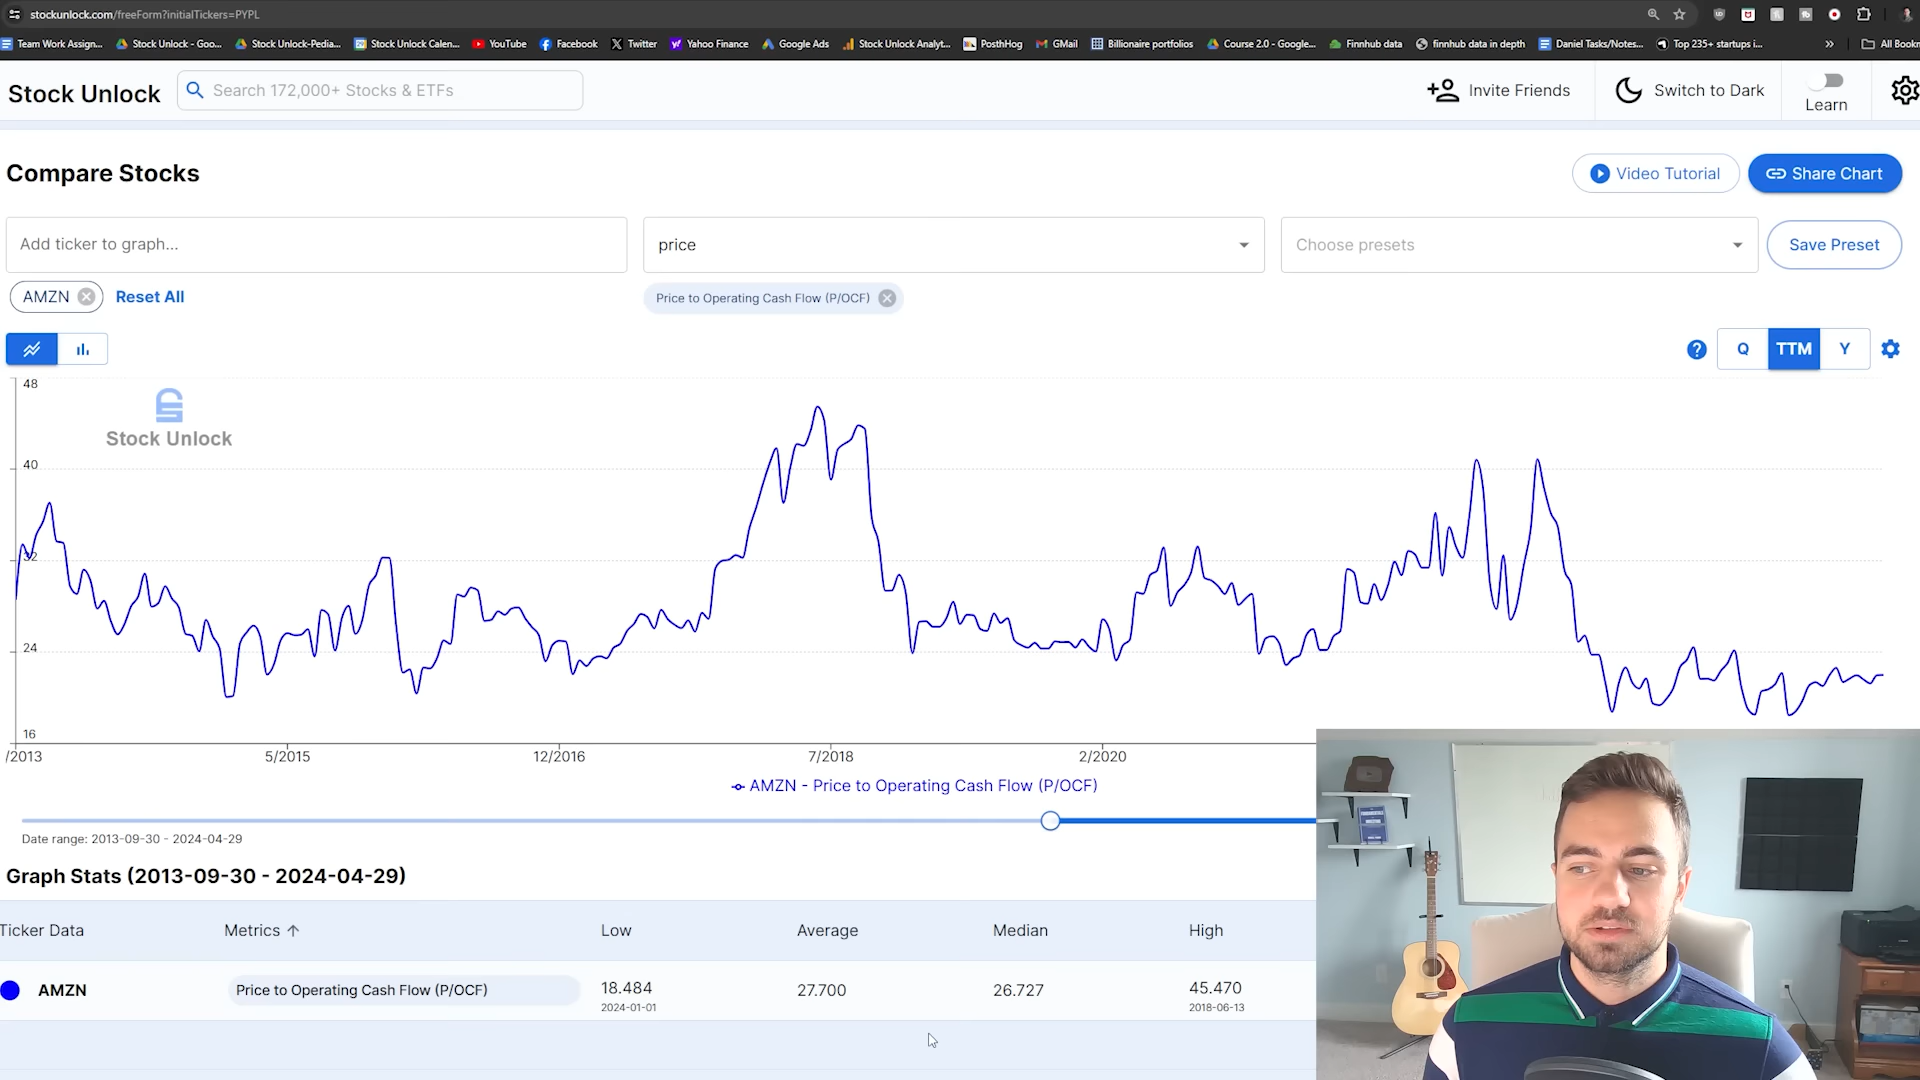 stockunlock.com/freeForm?initialTickers=PYPL
Team Work Assign... Stock Unlock - Goo... Stock Unlock-Pedia... Stock Unlock Calen... YouTube Facebook Twitter Yahoo Finance Google Ads Stock Unlock Analyt... PosthHog GMail Billionaire portfolios Course 2.0 - Google... Finnhub data finnhub data in depth Daniel Tasks/Notes... Top 235+ startups i... » All Bookm
Stock Unlock Search 172,000+ Stocks & ETFs Invite Friends Switch to Dark Learn
Compare Stocks Video Tutorial Share Chart
Add ticker to graph... price Choose presets Save Preset
AMZN Reset All Price to Operating Cash Flow (P/OCF)
? Q TTM Y
48
Stock Unlock
40
32
24
16
/2013 5/2015 12/2016 7/2018 2/2020
AMZN - Price to Operating Cash Flow (P/OCF)
Date range: 2013-09-30 - 2024-04-29
Graph Stats (2013-09-30 - 2024-04-29)
Ticker Data Metrics ↑ Low Average Median High
AMZN Price to Operating Cash Flow (P/OCF) 18.484 27.700 26.727 45.470
2024-01-01 2018-06-13